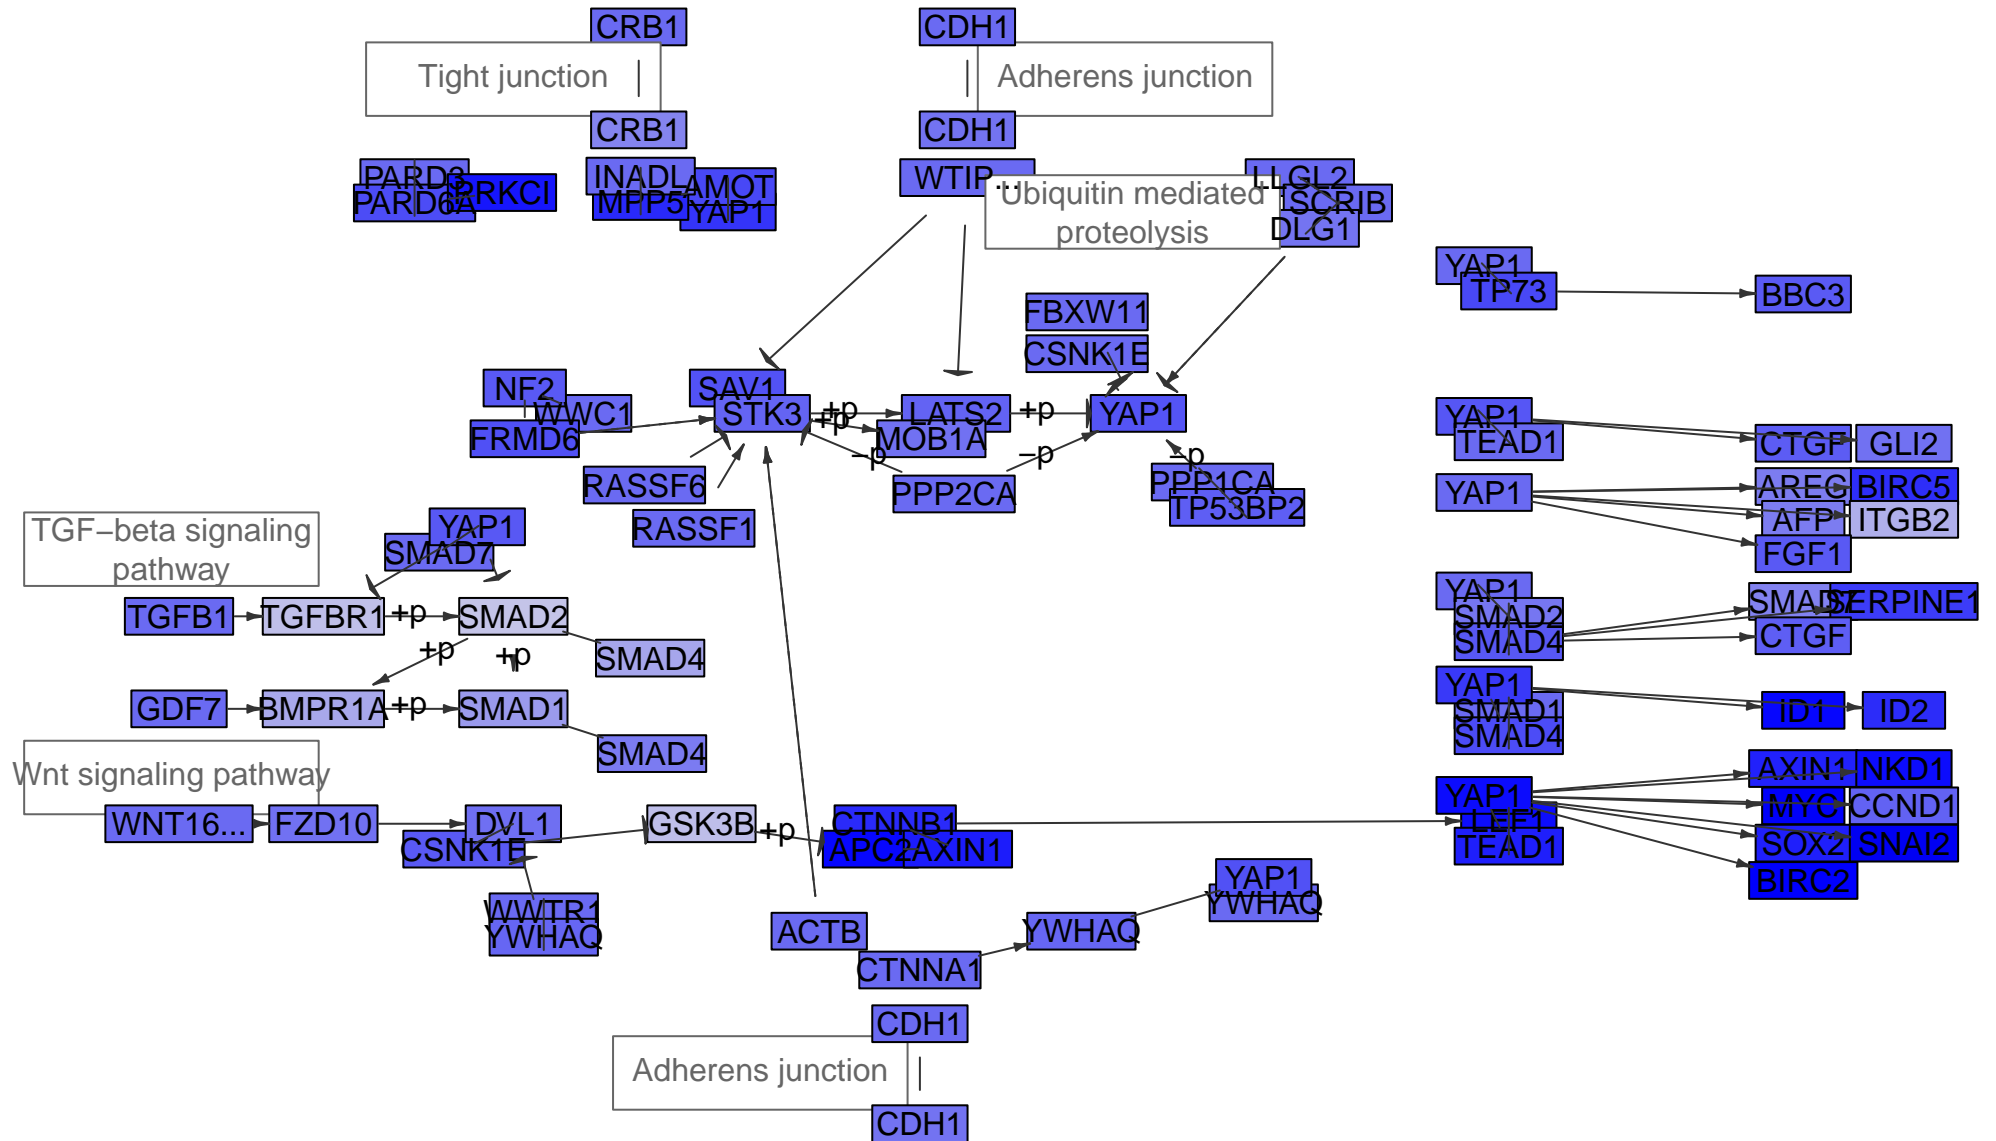 CRB1
CDH1
Tight junction
Adherens junction
CRB1
CDH1
PARD3
PRKCI
PARD6A
INADL
AMOT
MPP5
YAP1
WTIP...
LLGL2
SCRIB
DLG1
Ubiquitin mediated
proteolysis
YAP1
TP73
BBC3
FBXW11
CSNK1E
NF2
WWC1
FRMD6
SAV1
STK3
+p
+p
LATS2
MOB1A
+p
YAP1
−p
−p
−p
RASSF6
RASSF1
PPP2CA
PPP1CA
TP53BP2
YAP1
TEAD1
CTGF
GLI2
YAP1
AREG
BIRC5
AFP
ITGB2
FGF1
TGF−beta signaling
pathway
YAP1
SMAD7
TGFB1
TGFBR1
+p
SMAD2
+p
+p
SMAD4
GDF7
BMPR1A
+p
SMAD1
SMAD4
YAP1
SMAD2
SMAD4
SMAD7
SERPINE1
CTGF
YAP1
SMAD1
SMAD4
ID1
ID2
Wnt signaling pathway
WNT16...
FZD10
DVL1
CSNK1E
GSK3B
+p
CTNNB1
APC2
AXIN1
YAP1
LEF1
TEAD1
AXIN1
NKD1
MYC
CCND1
SOX2
SNAI2
BIRC2
WWTR1
YWHAQ
ACTB
CTNNA1
YWHAQ
YAP1
YWHAQ
CDH1
Adherens junction
CDH1